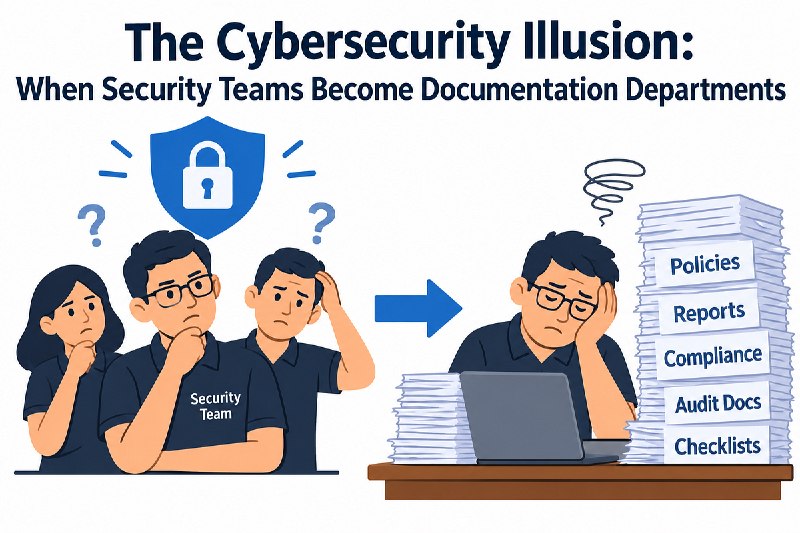 The Cybersecurity Illusion:
When Security Teams Become Documentation Departments
?
?
Security
Team
Policies
Reports
Compliance
Audit Docs
Checklists